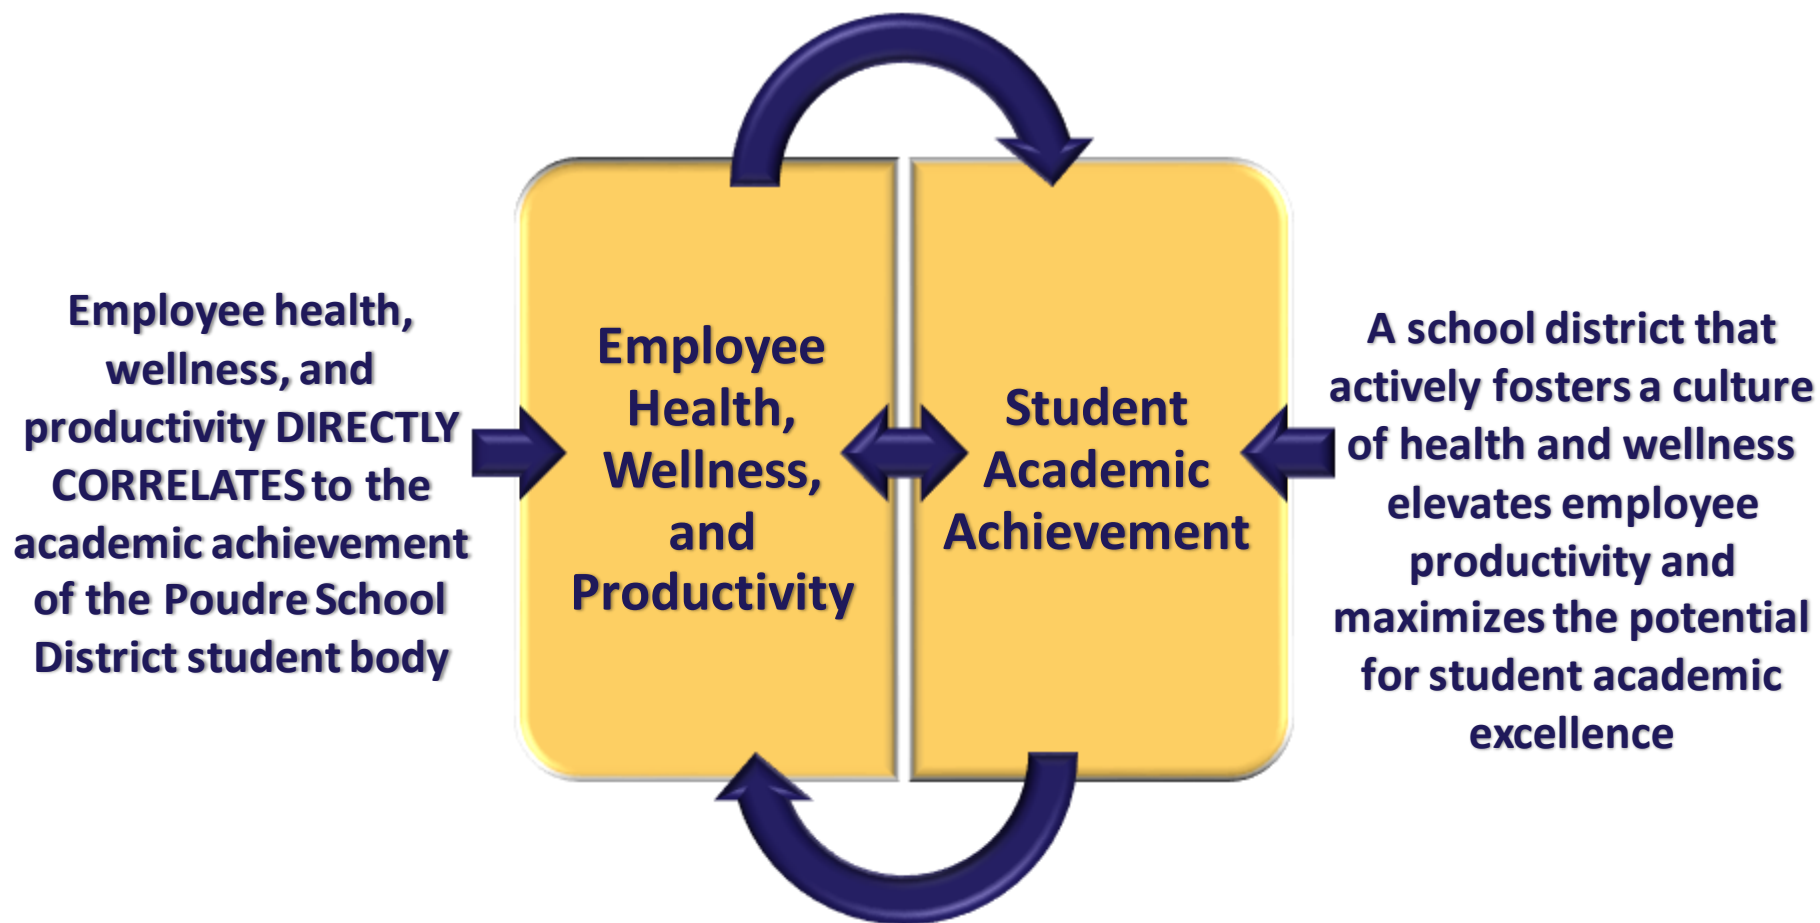 Employee health,
wellness, and
productivity DIRECTLY
CORRELATES to the
academic achievement
of the Poudre School
District student body
Employee
Health,
Wellness,
and
Productivity
Student
Academic
Achievement
A school district that
actively fosters a culture
of health and wellness
elevates employee
productivity and
maximizes the potential
for student academic
excellence